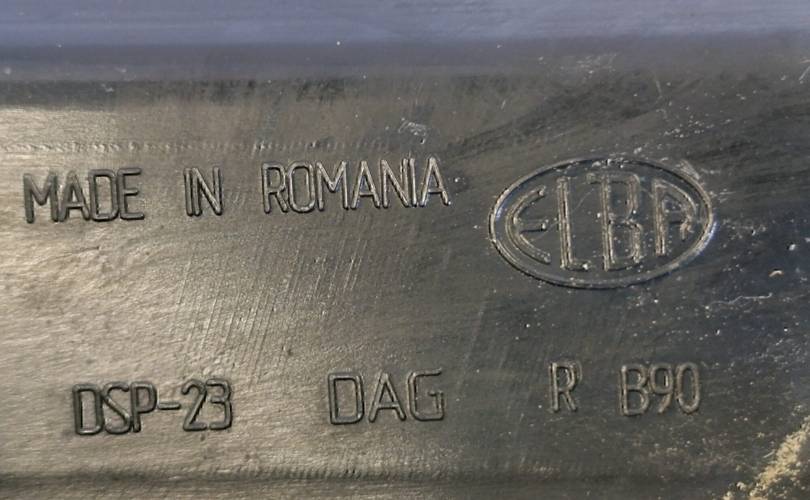 MADE IN ROMANIA ELBA
DSP-23 DAG R B90